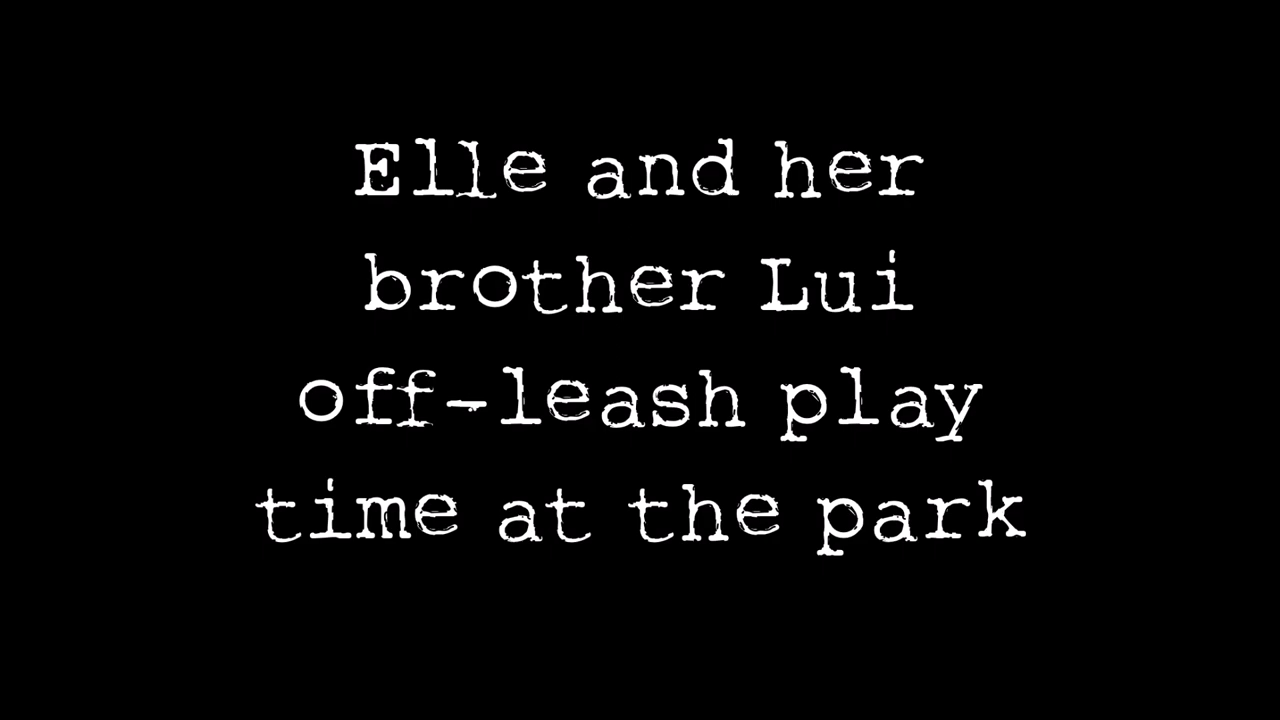 Elle and her
brother Lui
off-leash play
time at the park